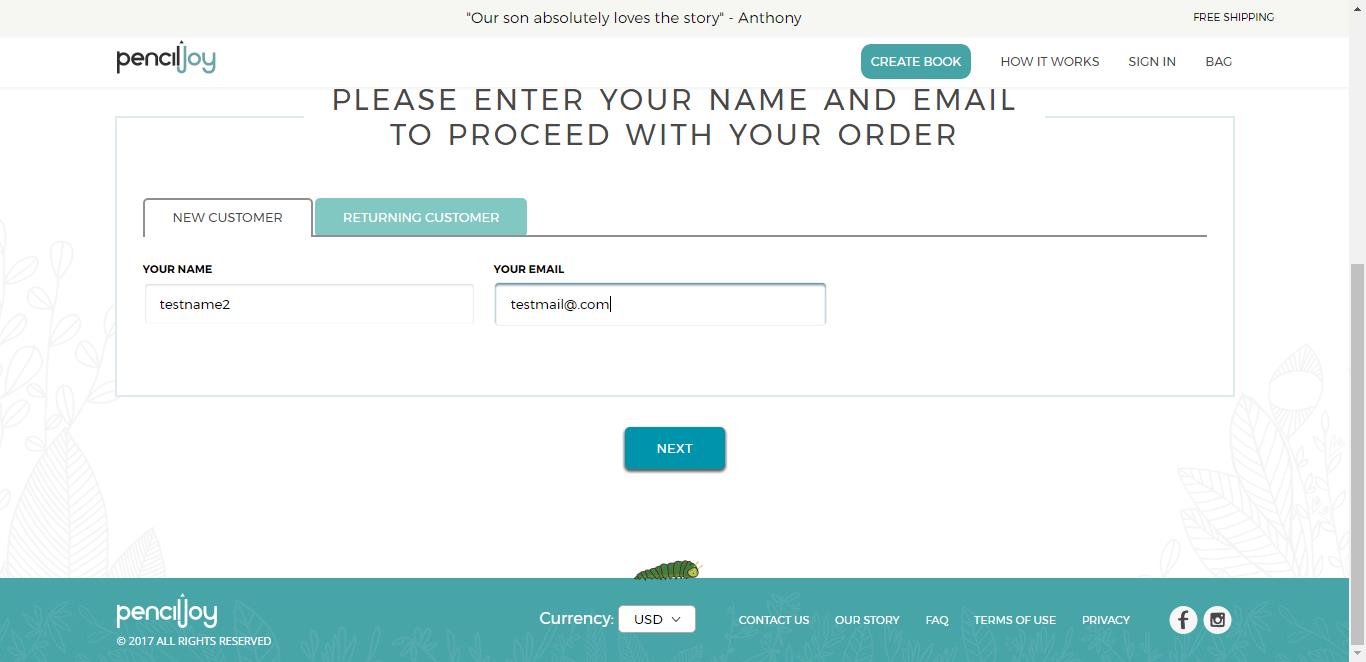 "Our son absolutely loves the story" - Anthony
FREE SHIPPING
penciljoy
CREATE BOOK
HOW IT WORKS
SIGN IN
BAG
PLEASE ENTER YOUR NAME AND EMAIL
TO PROCEED WITH YOUR ORDER
NEW CUSTOMER
RETURNING CUSTOMER
YOUR NAME
YOUR EMAIL
testname2
testmail@.com
NEXT
penciljoy
© 2017 ALL RIGHTS RESERVED
Currency:
USD
CONTACT US
OUR STORY
FAQ
TERMS OF USE
PRIVACY